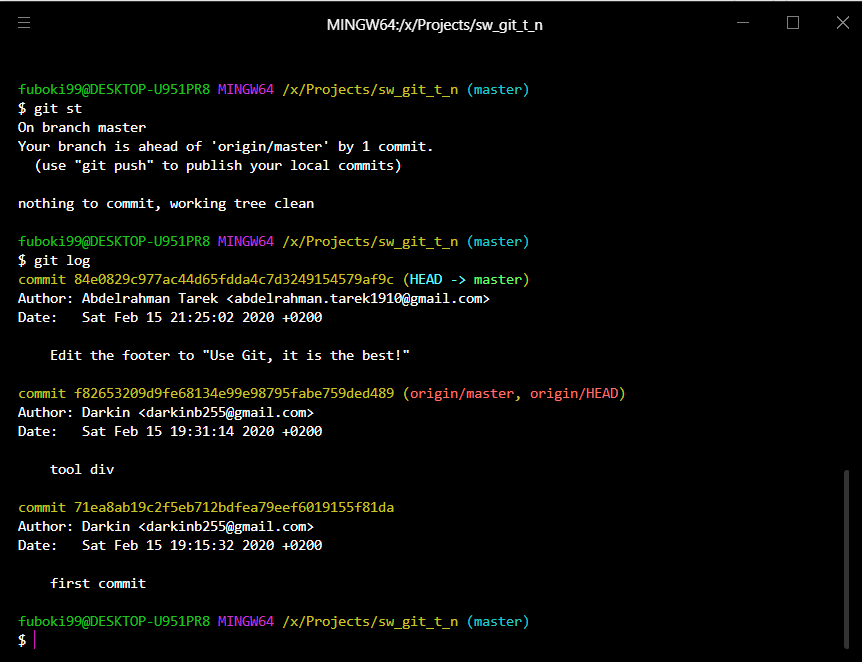 MINGW64:/x/Projects/sw_git_t_n
fuboki99@DESKTOP-U951PR8 MINGW64 /x/Projects/sw_git_t_n (master)
$ git st
On branch master
Your branch is ahead of 'origin/master' by 1 commit.
  (use "git push" to publish your local commits)
nothing to commit, working tree clean
fuboki99@DESKTOP-U951PR8 MINGW64 /x/Projects/sw_git_t_n (master)
$ git log
commit 84e0829c977ac44d65fdda4c7d3249154579af9c (HEAD -> master)
Author: Abdelrahman Tarek <abdelrahman.tarek1910@gmail.com>
Date:   Sat Feb 15 21:25:02 2020 +0200
    Edit the footer to "Use Git, it is the best!"
commit f82653209d9fe68134e99e98795fabe759ded489 (origin/master, origin/HEAD)
Author: Darkin <darkinb255@gmail.com>
Date:   Sat Feb 15 19:31:14 2020 +0200
    tool div
commit 71ea8ab19c2f5eb712bdfea79eef6019155f81da
Author: Darkin <darkinb255@gmail.com>
Date:   Sat Feb 15 19:15:32 2020 +0200
    first commit
fuboki99@DESKTOP-U951PR8 MINGW64 /x/Projects/sw_git_t_n (master)
$